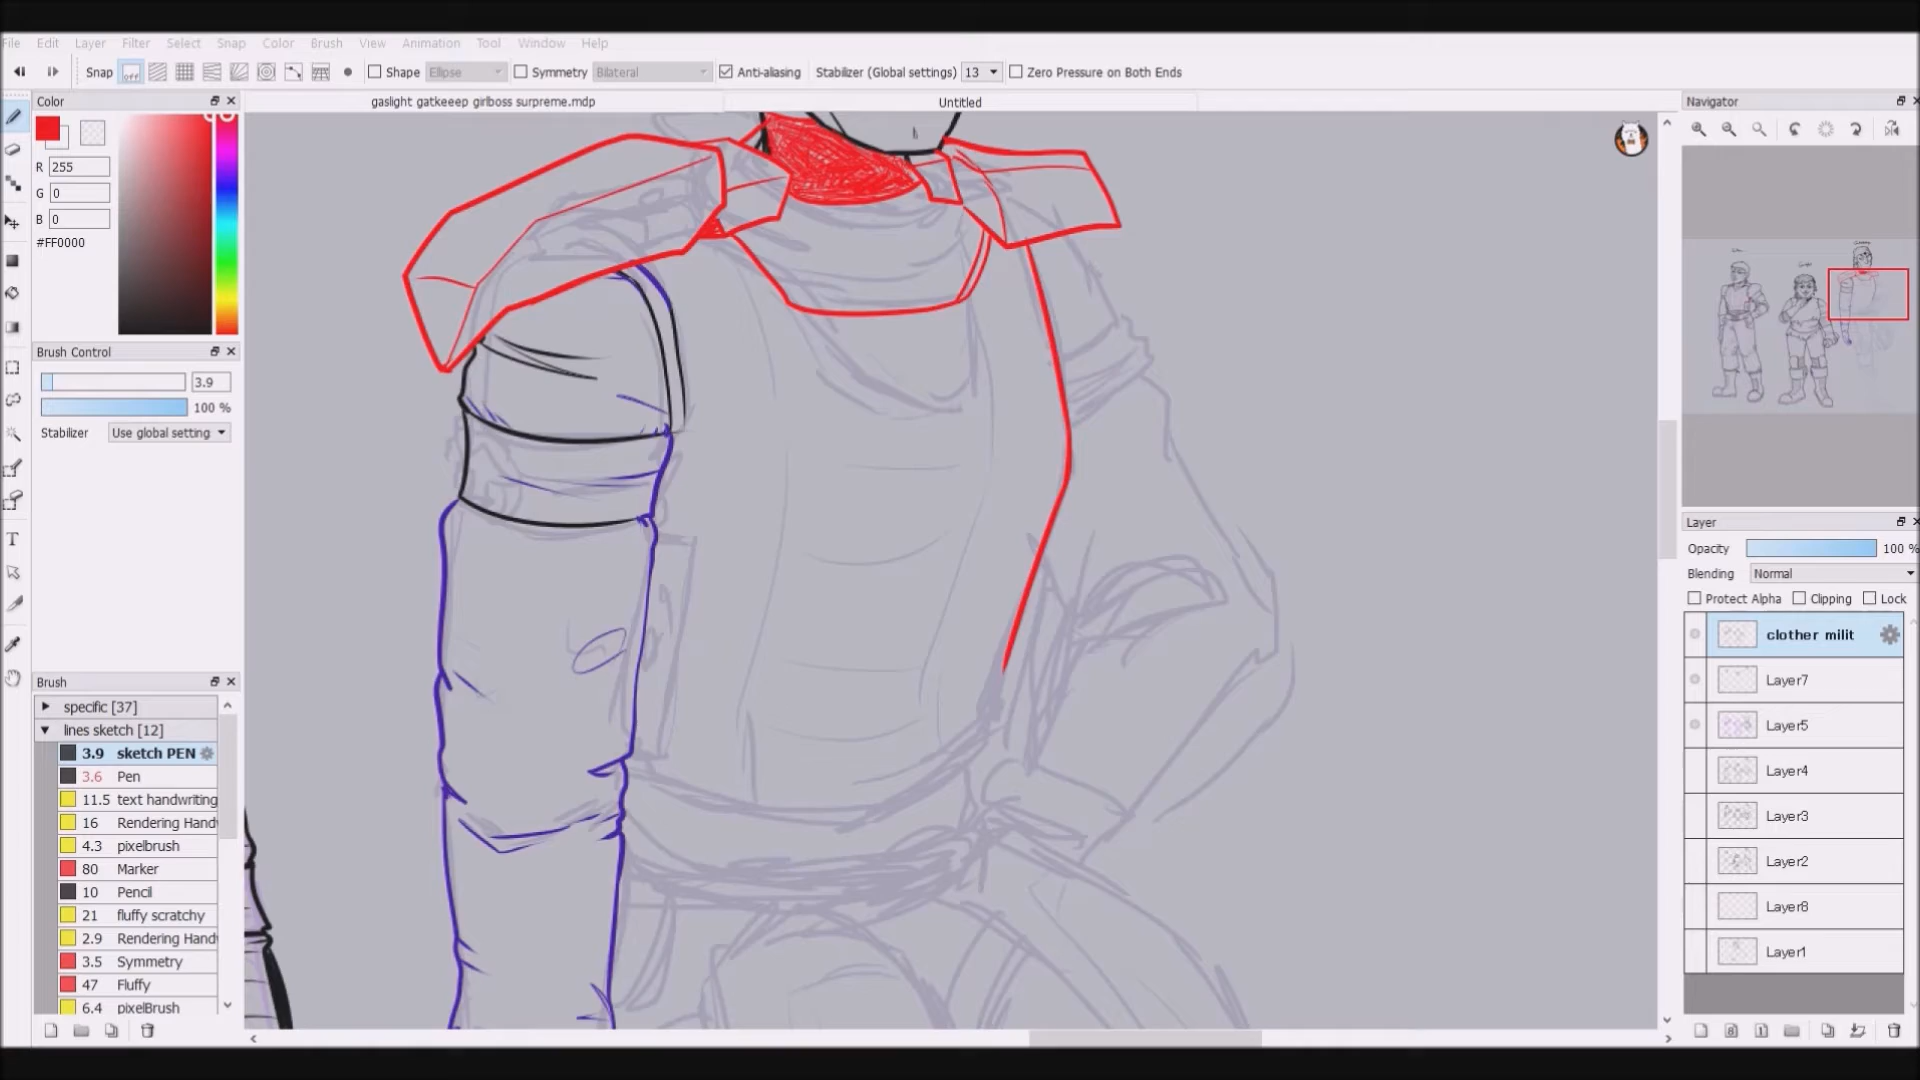 File Edit Layer Filter Select Snap Color Brush View Animation Tool Window Help
Snap off Shape Ellipse Symmetry Bilateral Anti-aliasing Stabilizer (Global settings) 13 Zero Pressure on Both Ends
Color
gaslight gatkeeep girlboss surpreme.mdp
Untitled
Navigator
R 255
G 0
B 0
#FF0000
Brush Control
3.9
100 %
Stabilizer Use global setting
Brush
specific [37]
lines sketch [12]
3.9 sketch PEN
3.6 Pen
11.5 text handwriting
16 Rendering Hand
4.3 pixelbrush
80 Marker
10 Pencil
21 fluffy scratchy
2.9 Rendering Hand
3.5 Symmetry
47 Fluffy
6.4 pixelBrush
Layer
Opacity 100 %
Blending Normal
Protect Alpha Clipping Lock
clother milit
Layer7
Layer5
Layer4
Layer3
Layer2
Layer8
Layer1